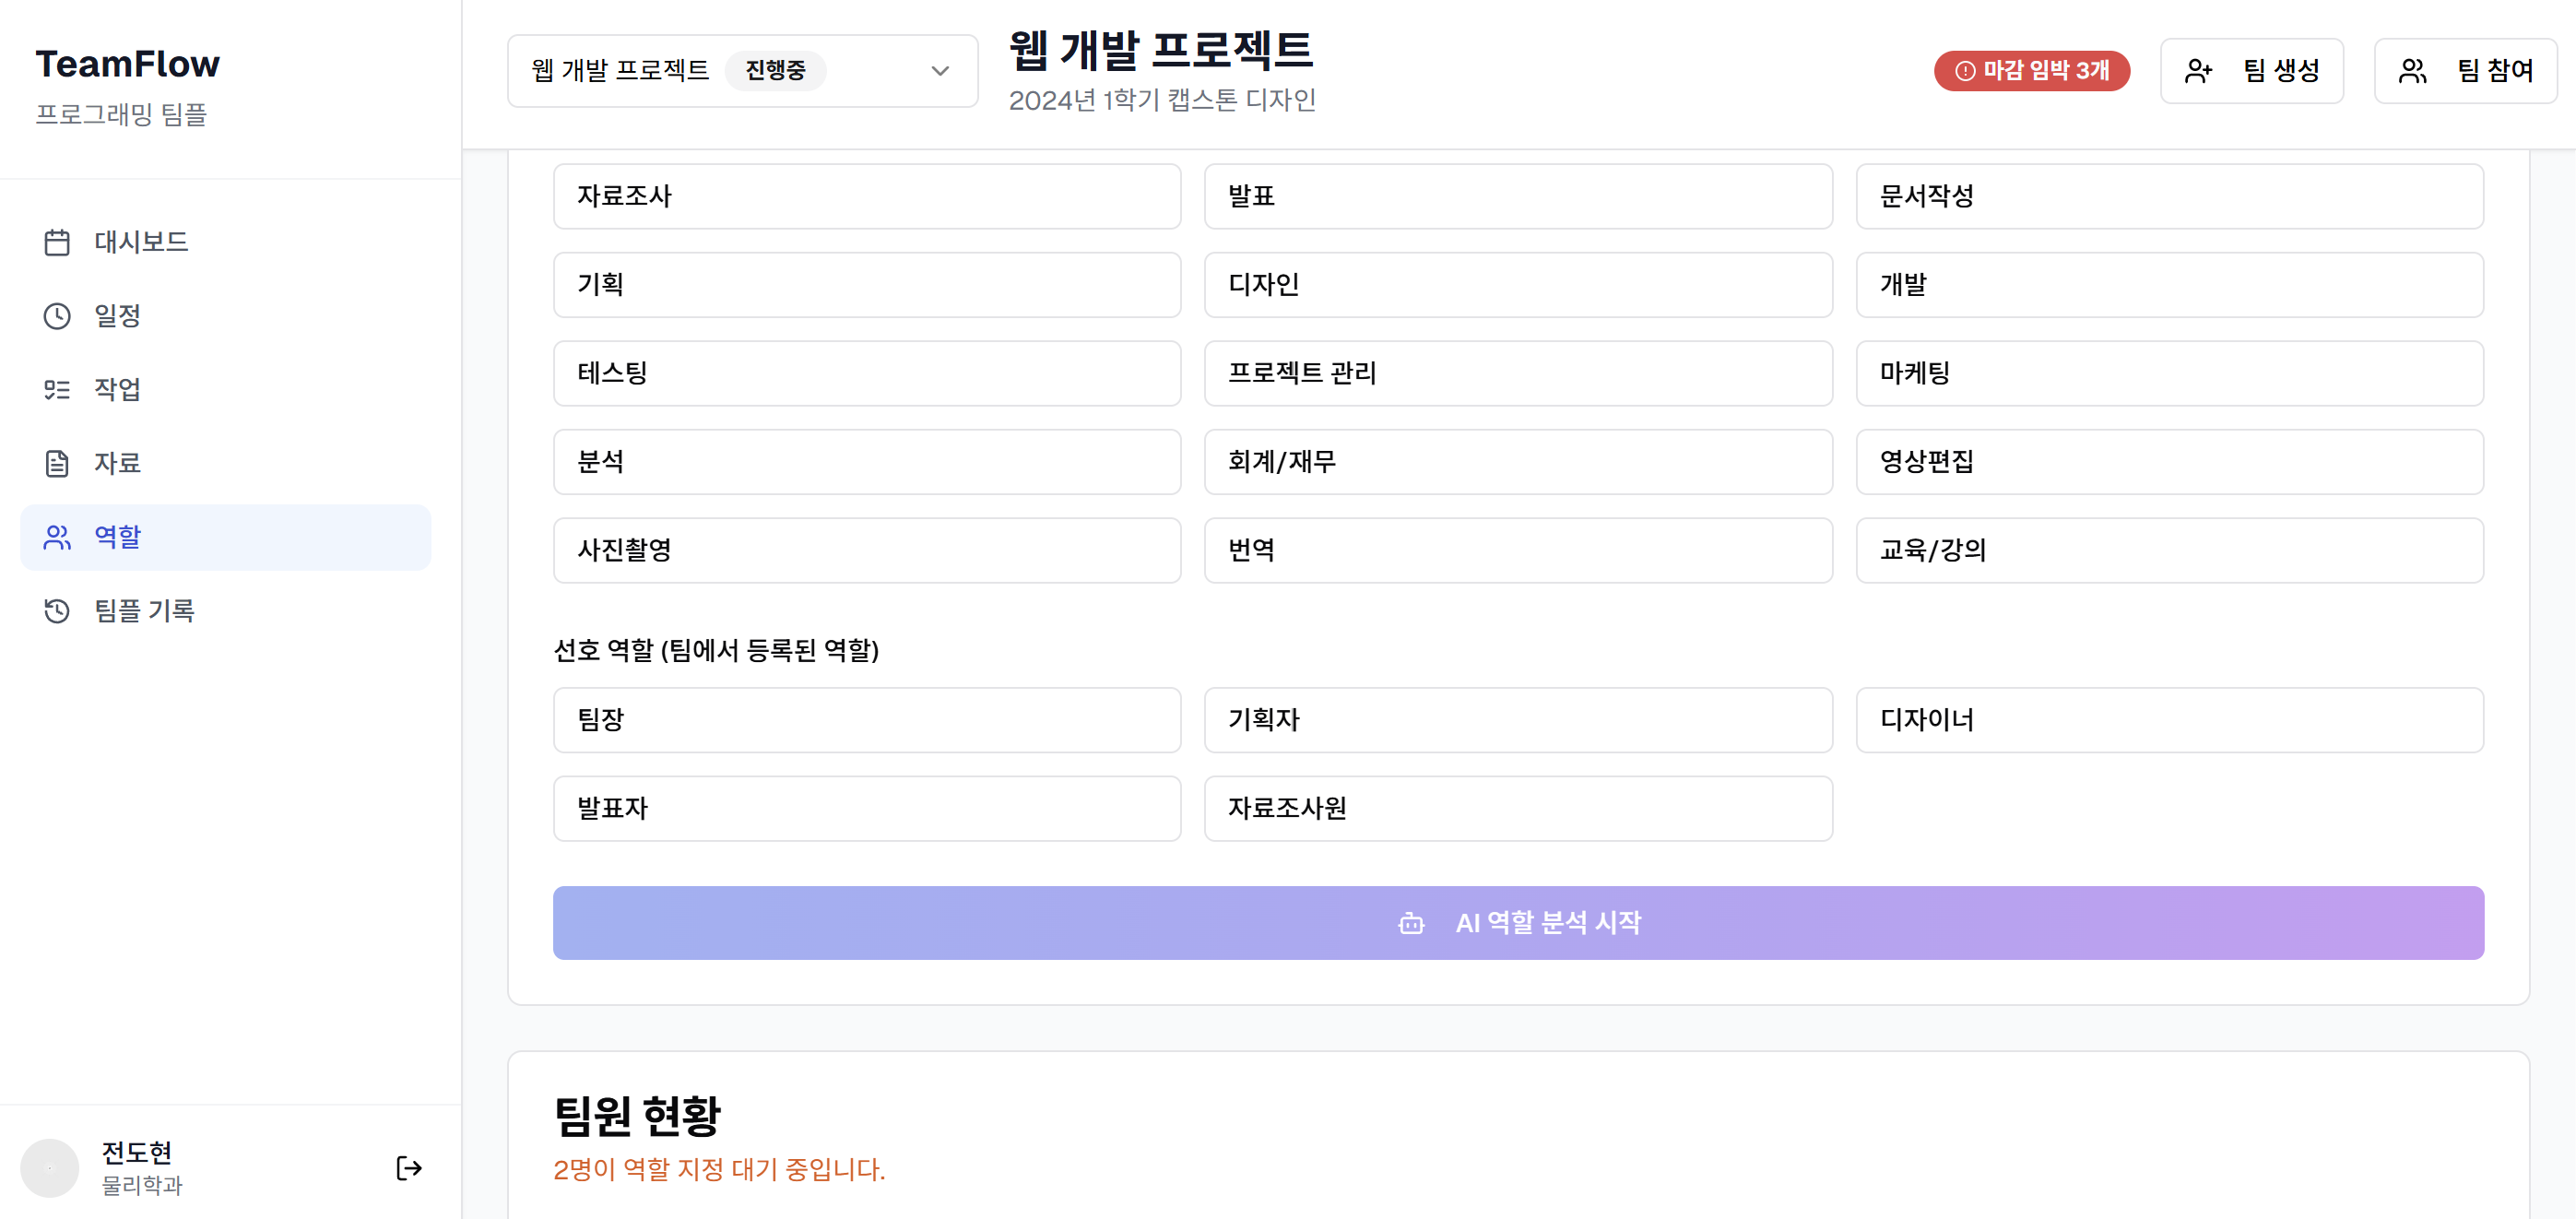 TeamFlow
프로그래밍 팀플
대시보드
일정
작업
자료
역할
팀플 기록
전도현
물리학과
웹 개발 프로젝트 진행중
웹 개발 프로젝트
2024년 1학기 캡스톤 디자인
마감 임박 3개
팀 생성
팀 참여
자료조사 발표 문서작성
기획 디자인 개발
테스팅 프로젝트 관리 마케팅
분석 회계/재무 영상편집
사진촬영 번역 교육/강의
선호 역할 (팀에서 등록된 역할)
팀장 기획자 디자이너
발표자 자료조사원
AI 역할 분석 시작
팀원 현황
2명이 역할 지정 대기 중입니다.